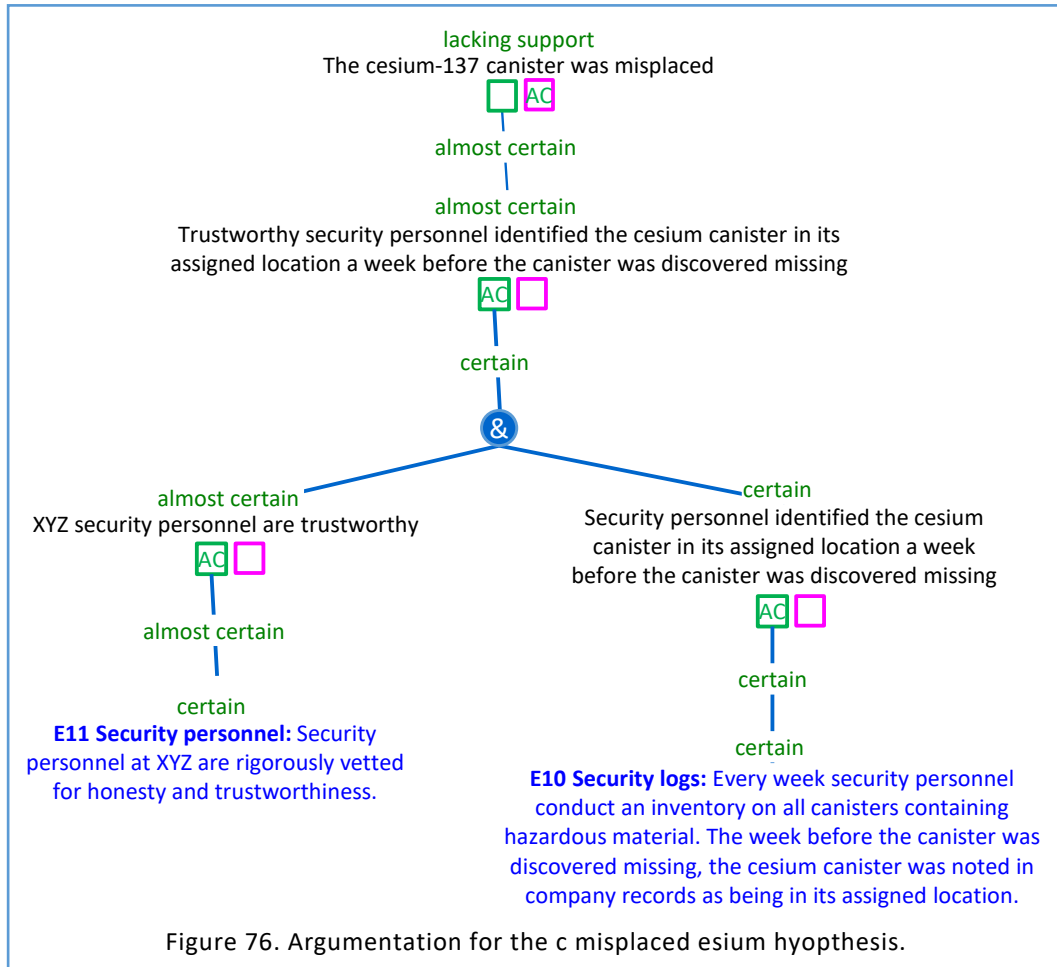 lacking support
The cesium-137 canister was misplaced
AC
almost certain
almost certain
Trustworthy security personnel identified the cesium canister in its
assigned location a week before the canister was discovered missing
AC
certain
&
almost certain
XYZ security personnel are trustworthy
AC
almost certain
certain
E11 Security personnel: Security
personnel at XYZ are rigorously vetted
for honesty and trustworthiness.
certain
Security personnel identified the cesium
canister in its assigned location a week
before the canister was discovered missing
AC
certain
certain
E10 Security logs: Every week security personnel
conduct an inventory on all canisters containing
hazardous material. The week before the canister was
discovered missing, the cesium canister was noted in
company records as being in its assigned location.
Figure 76. Argumentation for the c misplaced esium hyopthesis.